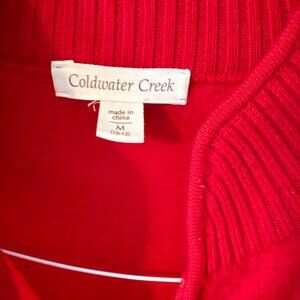 Coldwater Creek
made in
china
M
(10-12)